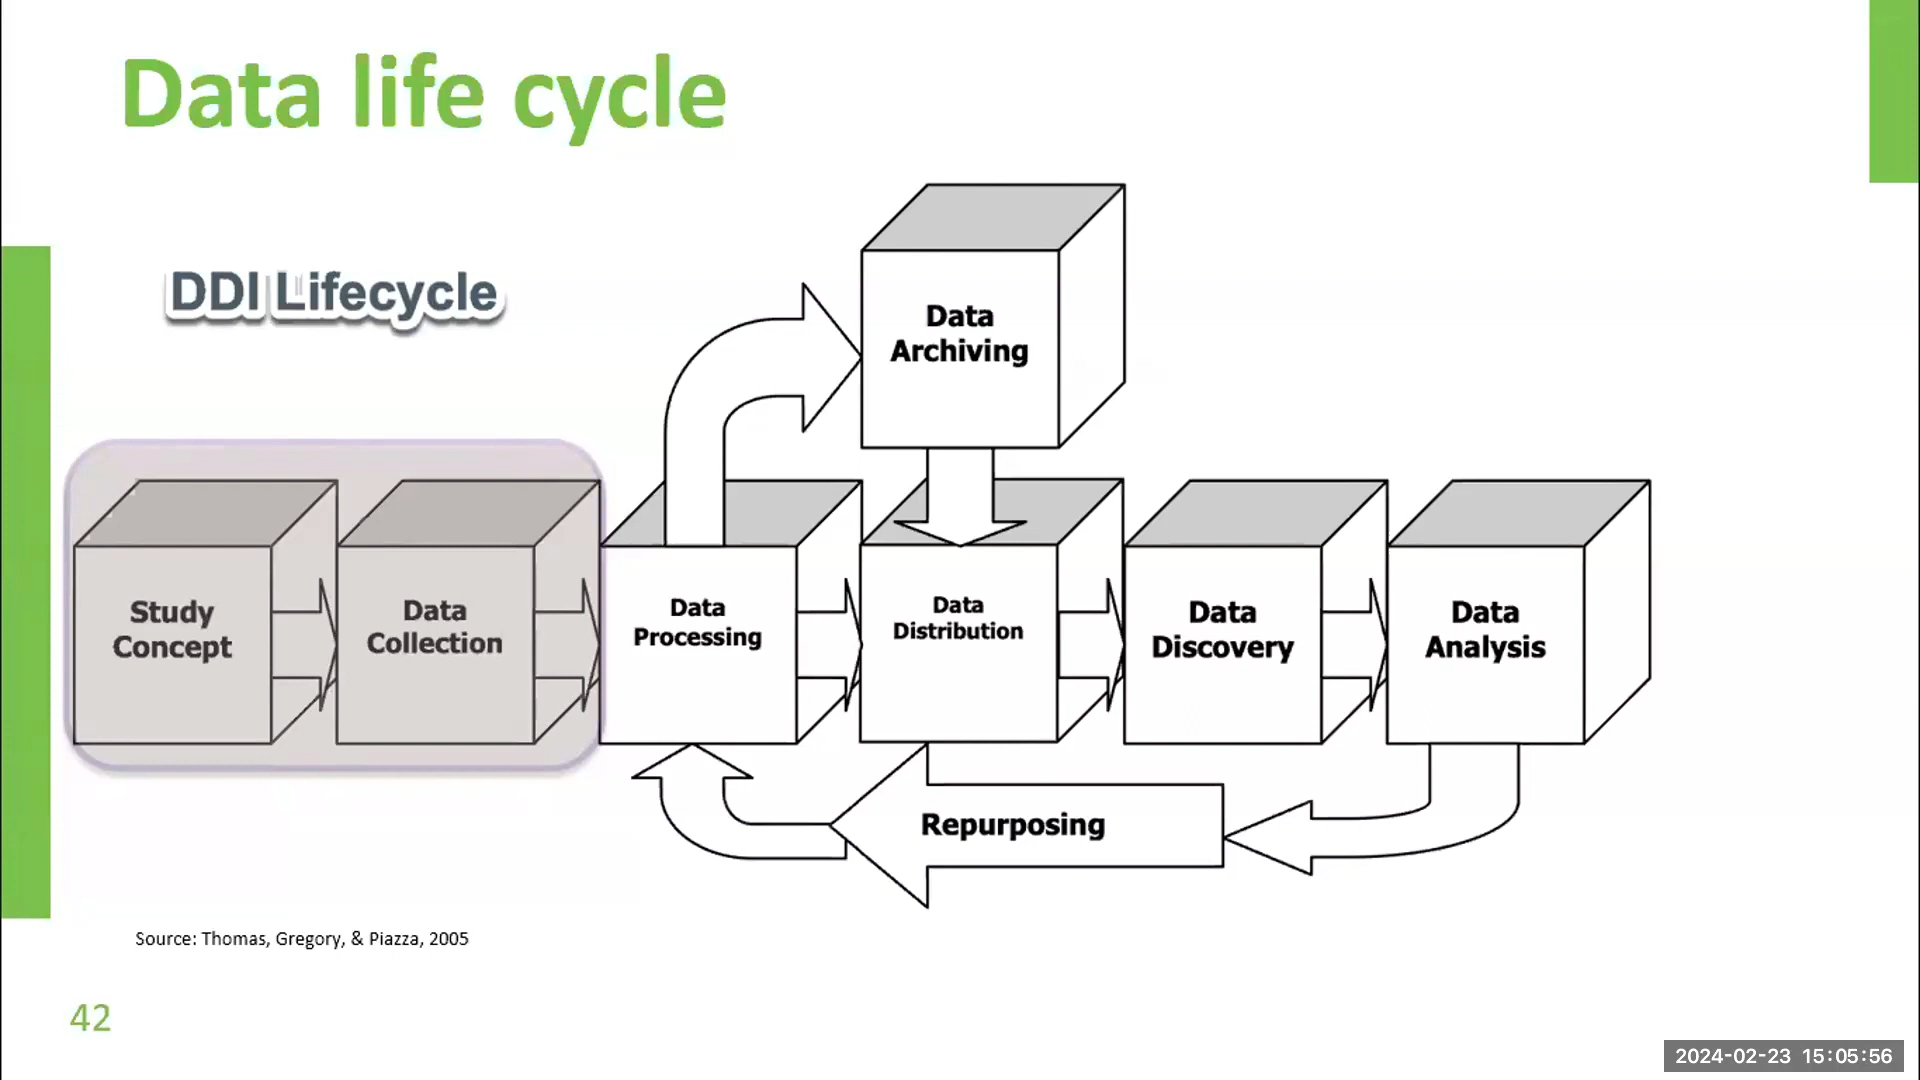 Data life cycle
DDI Lifecycle
Data
Archiving
Study
Concept
Data
Collection
Data
Processing
Data
Distribution
Data
Discovery
Data
Analysis
Repurposing
Source: Thomas, Gregory, & Piazza, 2005
42
2024-02-23 15:05:56